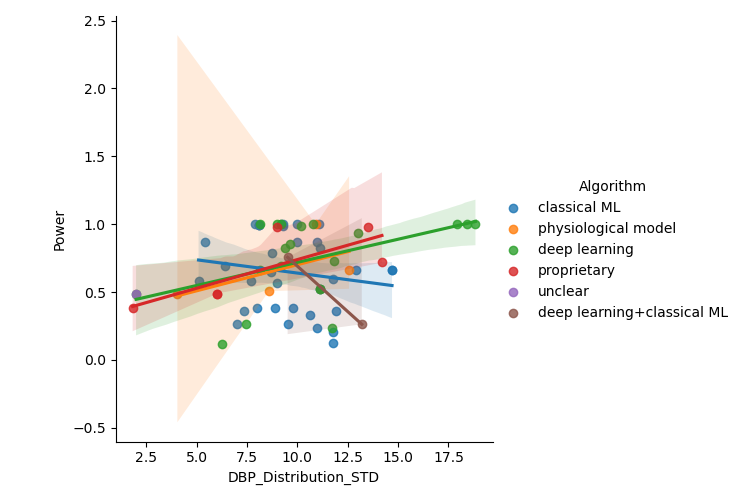 2.5
2.0
1.5
1.0
0.5
0.0
−0.5
Power
2.5 5.0 7.5 10.0 12.5 15.0 17.5
DBP_Distribution_STD
Algorithm
classical ML
physiological model
deep learning
proprietary
unclear
deep learning+classical ML